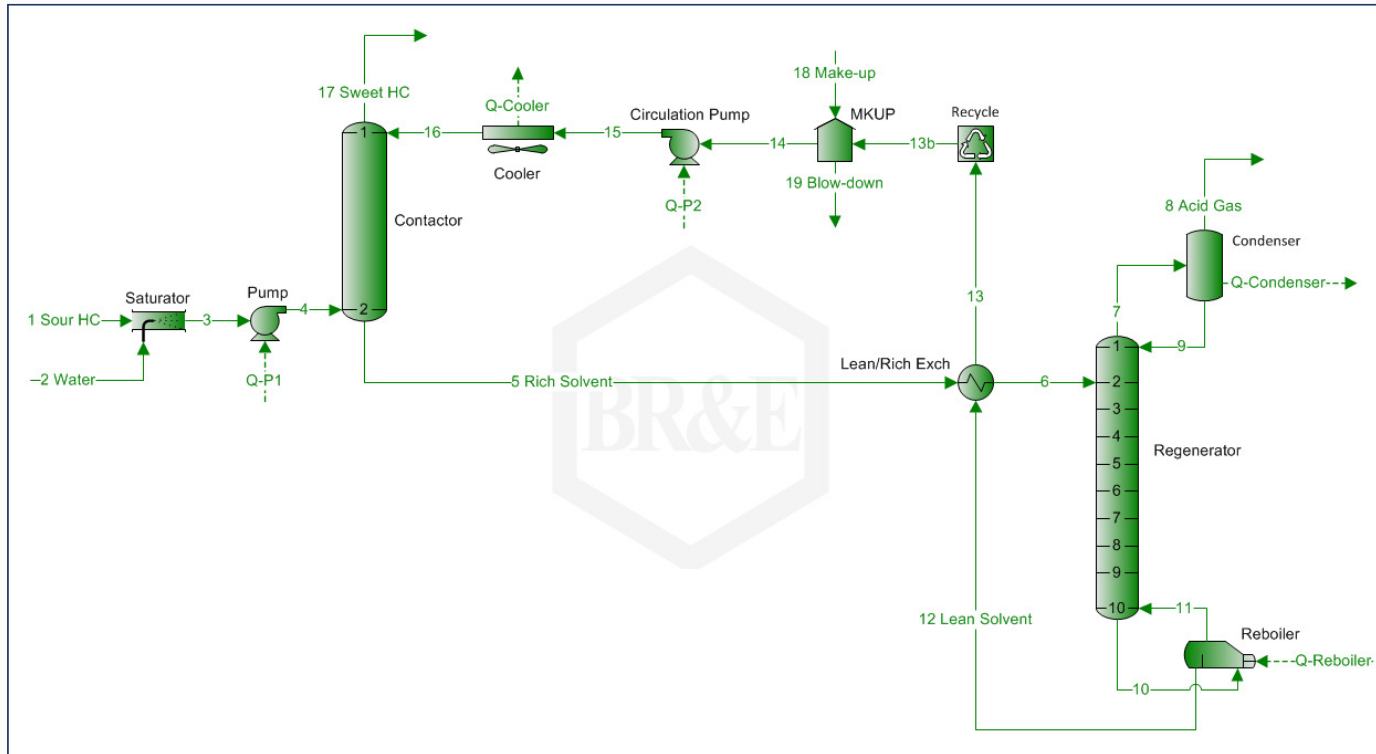 17 Sweet HC
Q-Cooler
16
15
Cooler
Circulation Pump
Q-P2
14
18 Make-up
MKUP
19 Blow-down
13b
Recycle
8 Acid Gas
Condenser
Q-Condenser
7
9
1
Contactor
2
Saturator
1 Sour HC
3
Pump
4
2 Water
Q-P1
13
5 Rich Solvent
Lean/Rich Exch
6
BR&E
1
2
3
4
5
6
7
8
9
10
Regenerator
12 Lean Solvent
11
Reboiler
Q-Reboiler
10